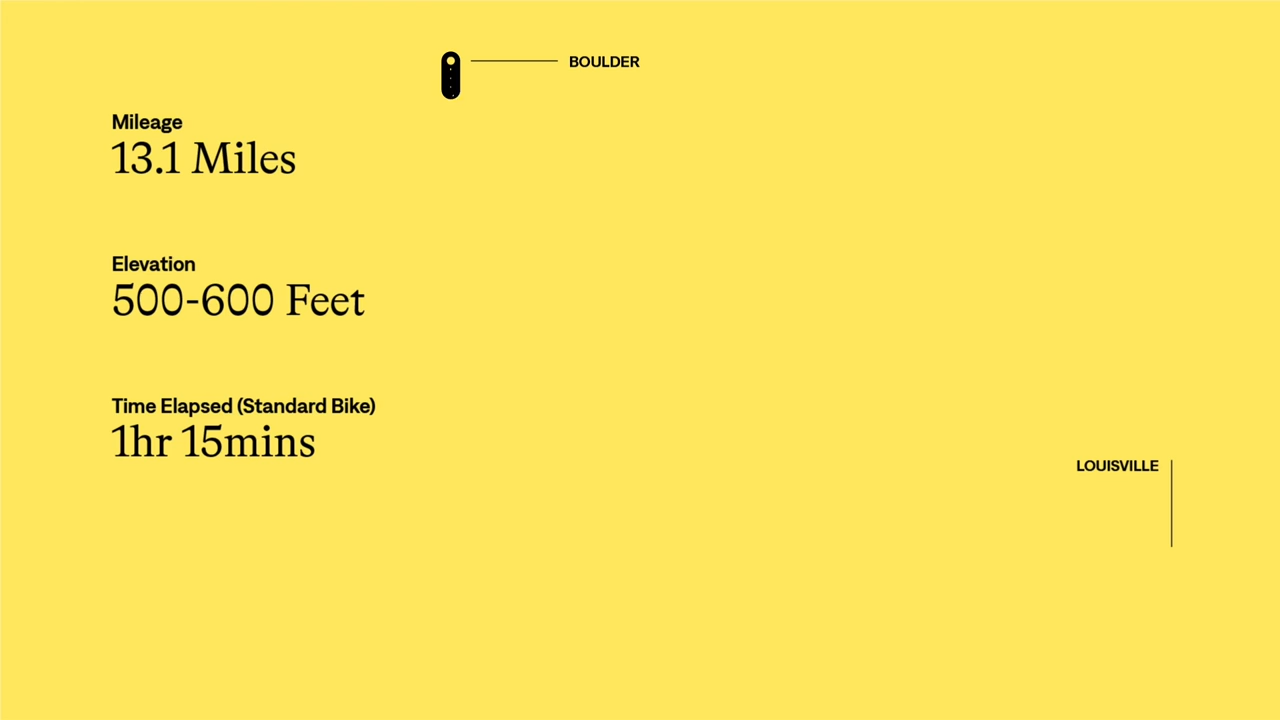 BOULDER
Mileage
13.1 Miles
Elevation
500-600 Feet
Time Elapsed (Standard Bike)
1hr 15mins
LOUISVILLE